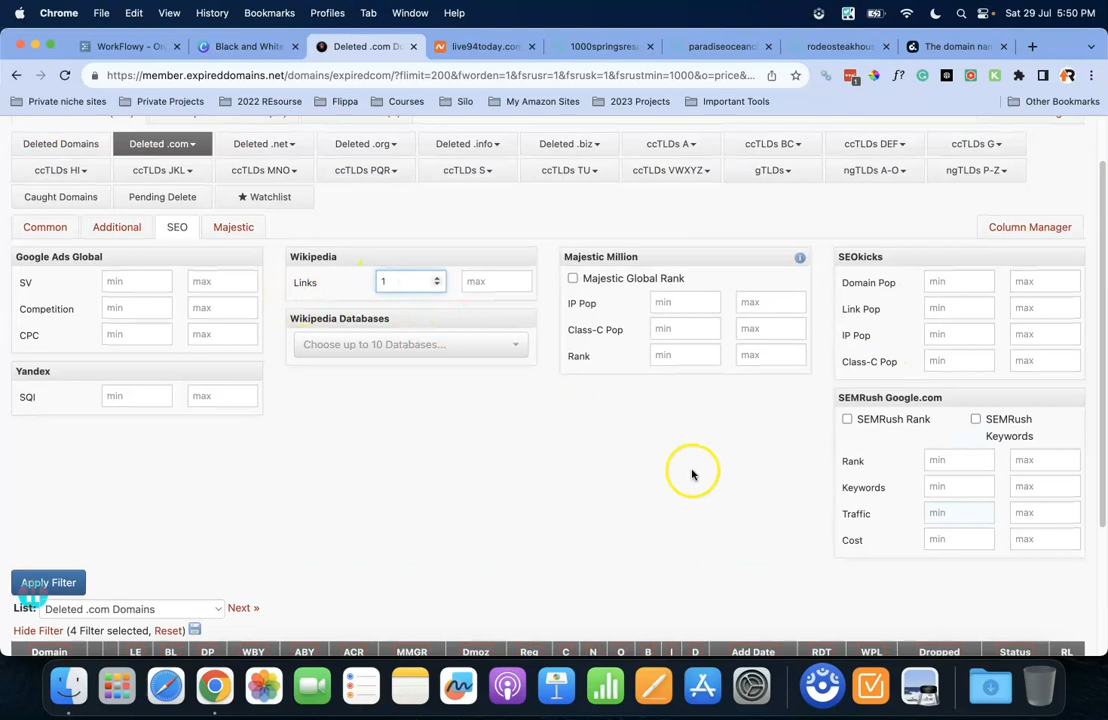 Chrome File Edit View History Bookmarks Profiles Tab Window Help Sat 29 Jul 5:50 PM
WorkFlowy - Or Black and White Deleted .com Do live94today.com 1000springsres paradiseocean rodeosteakhous The domain nam
https://member.expireddomains.net/domains/expiredcom/?flimit=200&fworden=1&fsrusr=1&fsrusk=1&fsrustmin=1000&o=price&...
Private niche sites Private Projects 2022 REsourse Flippa Courses Silo My Amazon Sites 2023 Projects Important Tools Other Bookmarks
Deleted Domains Deleted .com Deleted .net Deleted .org Deleted .info Deleted .biz ccTLDs A ccTLDs BC ccTLDs DEF ccTLDs G
ccTLDs HI ccTLDs JKL ccTLDs MNO ccTLDs PQR ccTLDs S ccTLDs TU ccTLDs VWXYZ gTLDs ngTLDs A-O ngTLDs P-Z
Caught Domains Pending Delete Watchlist
Common Additional SEO Majestic Column Manager
Google Ads Global Wikipedia Majestic Million SEOkicks
SV min max Links 1 max Majestic Global Rank Domain Pop min max
Competition min max IP Pop min max Link Pop min max
Wikipedia Databases Class-C Pop min max
CPC min max Choose up to 10 Databases... Rank min max IP Pop min max
Class-C Pop min max
Yandex
SQI min max SEMRush Google.com
SEMRush Rank SEMRush
Keywords
Rank min max
Keywords min max
Traffic min max
Cost min max
Apply Filter
List: Deleted .com Domains Next »
Hide Filter (4 Filter selected, Reset)
Domain LE BL DP WBY ABY ACR MMGR Dmoz Reg C N O B I D Add Date RDT WPL Dropped Status RL